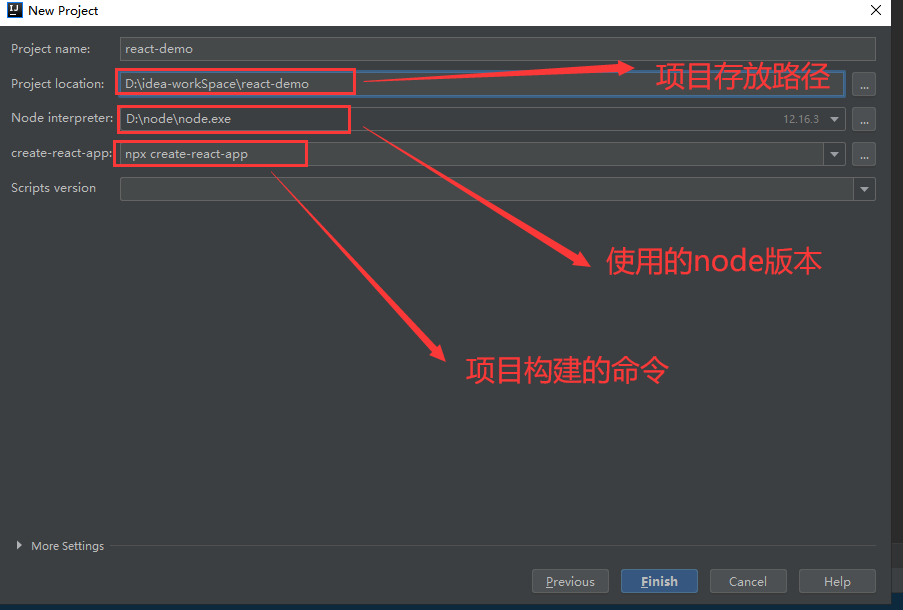 New Project
Project name: react-demo
Project location: D:\idea-workSpace\react-demo ...
项目存放路径
Node interpreter: D:\node\node.exe 12.16.3 ...
create-react-app: npx create-react-app ...
Scripts version
使用的node版本
项目构建的命令
More Settings
Previous Finish Cancel Help